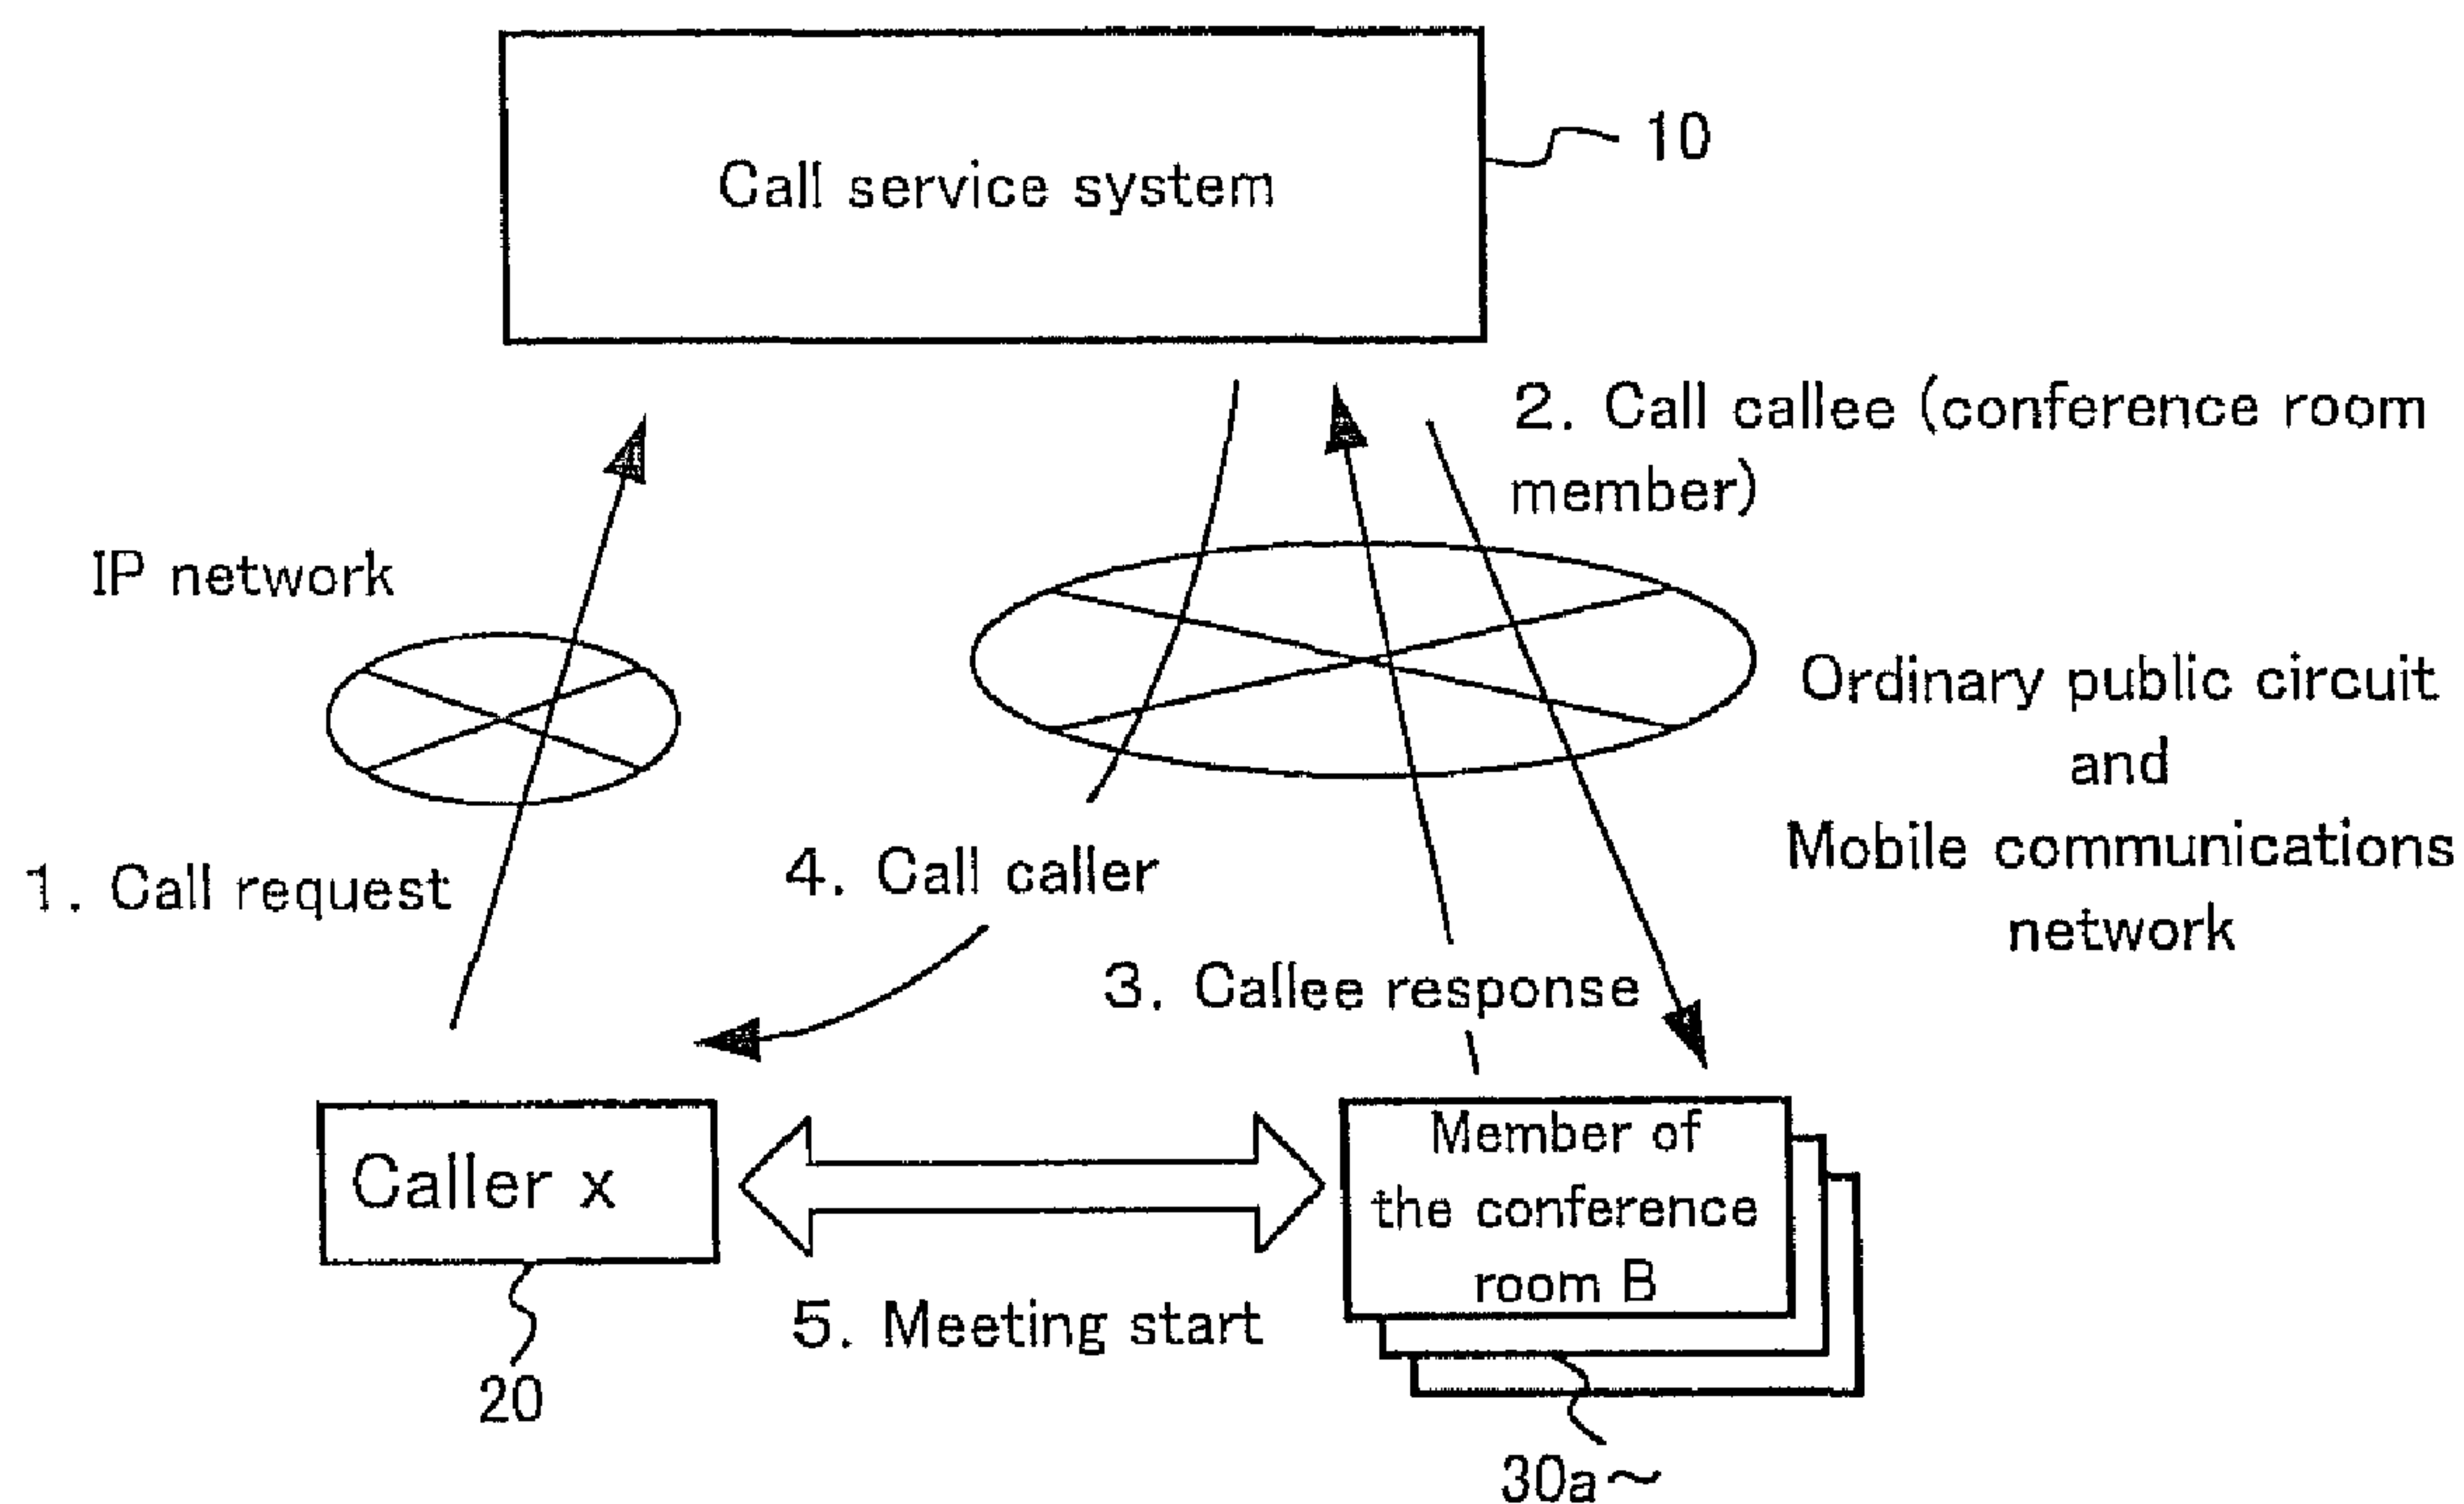 Call service system
10
2. Call callee (conference room
member)
IP network
Ordinary public circuit
and
Mobile communications
network
1. Call request
4. Call caller
3. Callee response
Caller x
Member of
the conference
room B
5. Meeting start
20
30a～